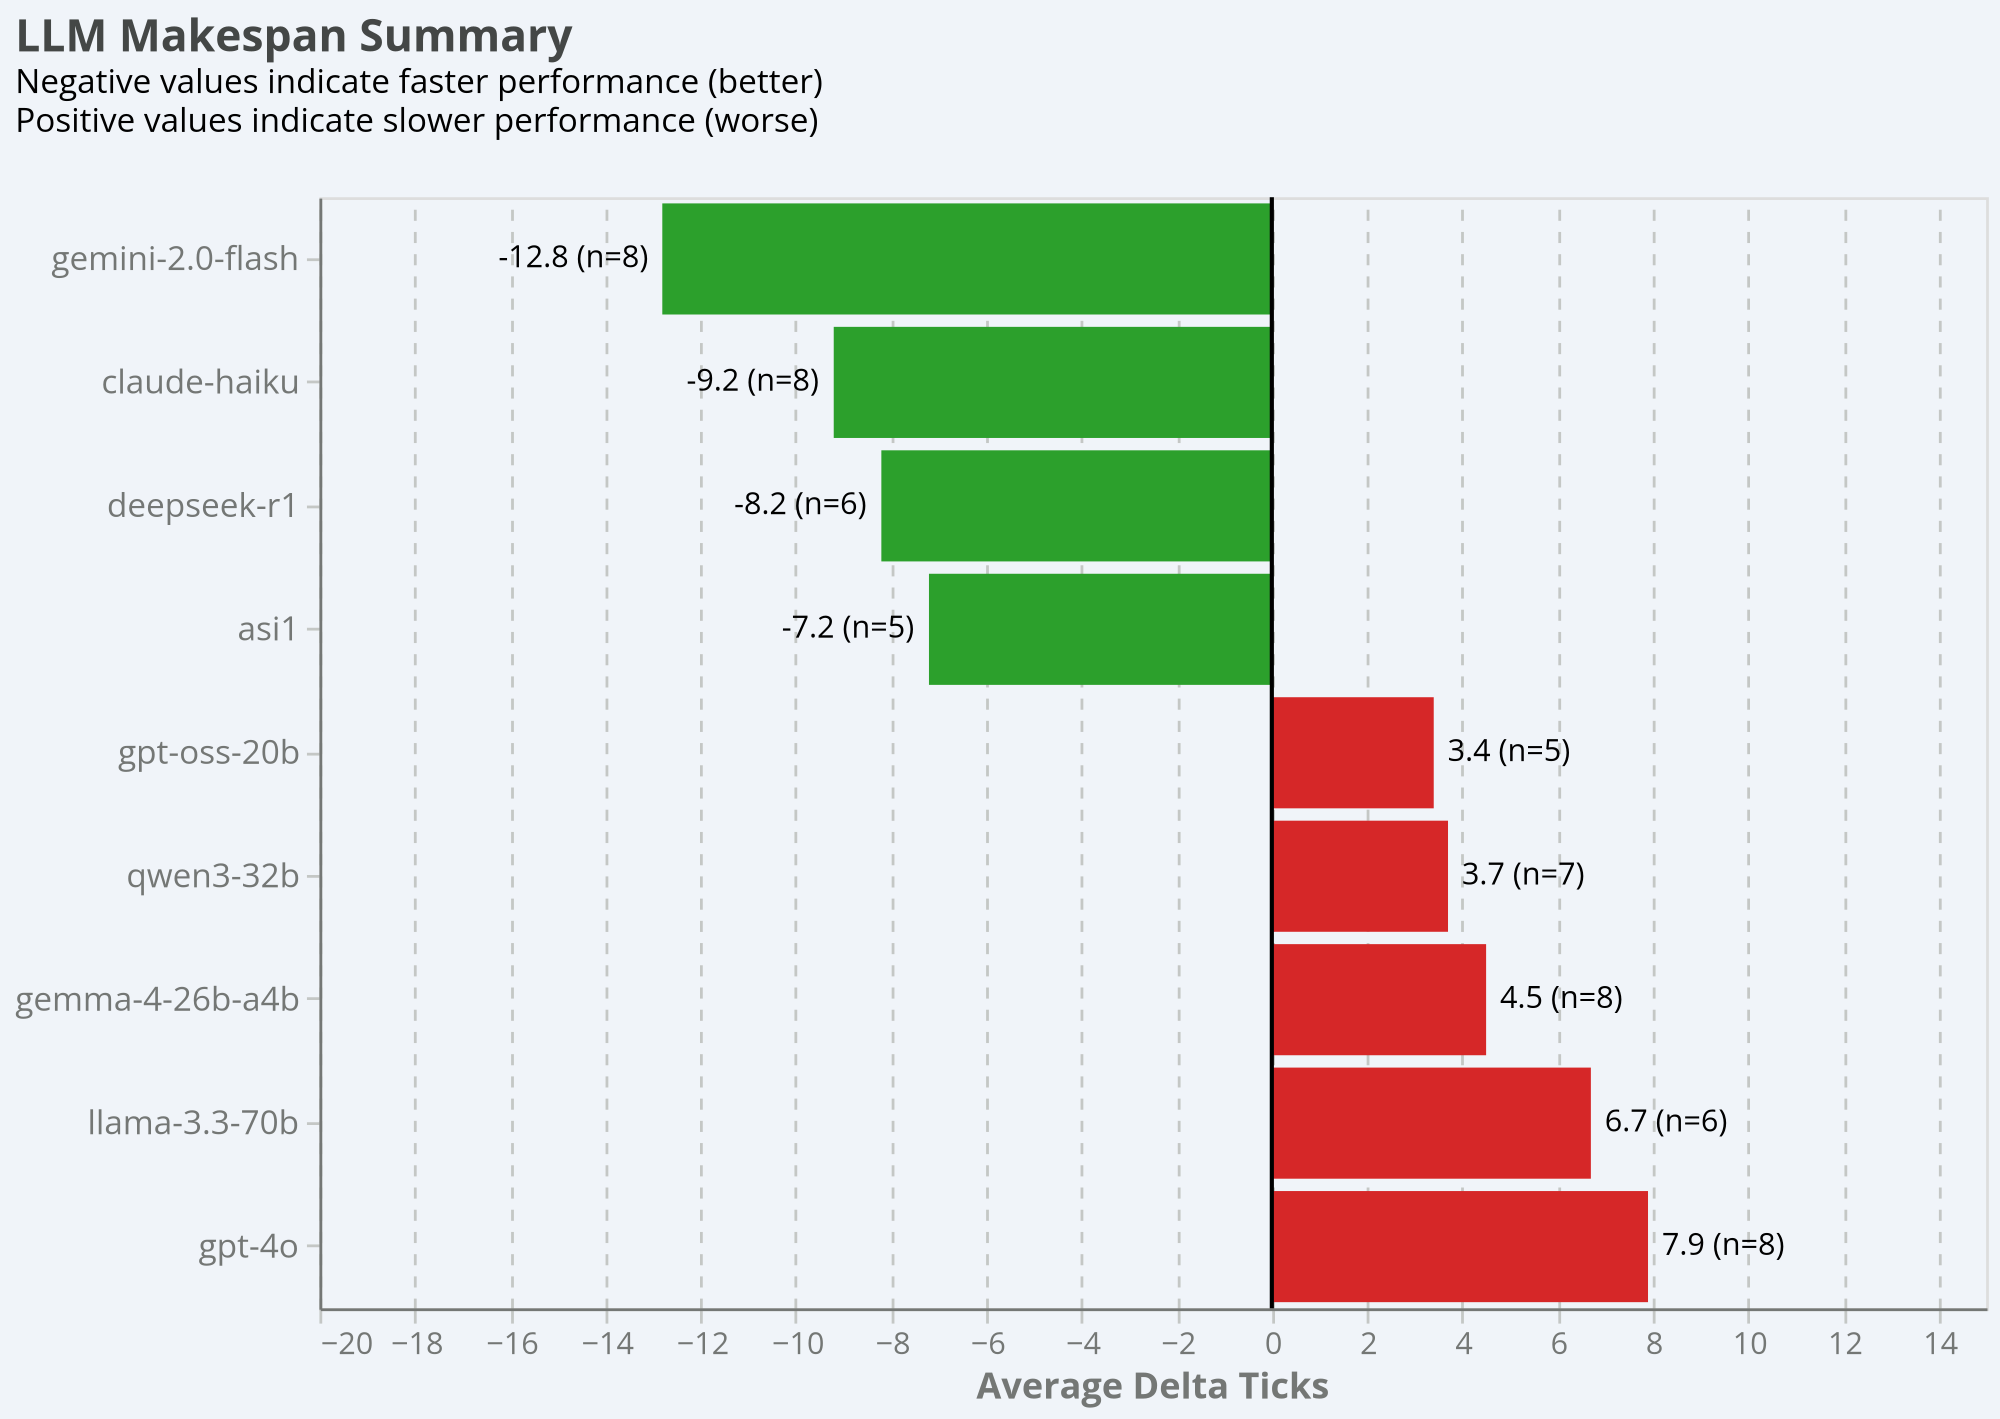 LLM Makespan Summary
Negative values indicate faster performance (better)
Positive values indicate slower performance (worse)
gemini-2.0-flash
-12.8 (n=8)
claude-haiku
-9.2 (n=8)
deepseek-r1
-8.2 (n=6)
asi1
-7.2 (n=5)
gpt-oss-20b
3.4 (n=5)
qwen3-32b
3.7 (n=7)
gemma-4-26b-a4b
4.5 (n=8)
llama-3.3-70b
6.7 (n=6)
gpt-4o
7.9 (n=8)
−20 −18 −16 −14 −12 −10 −8 −6 −4 −2 0 2 4 6 8 10 12 14
Average Delta Ticks